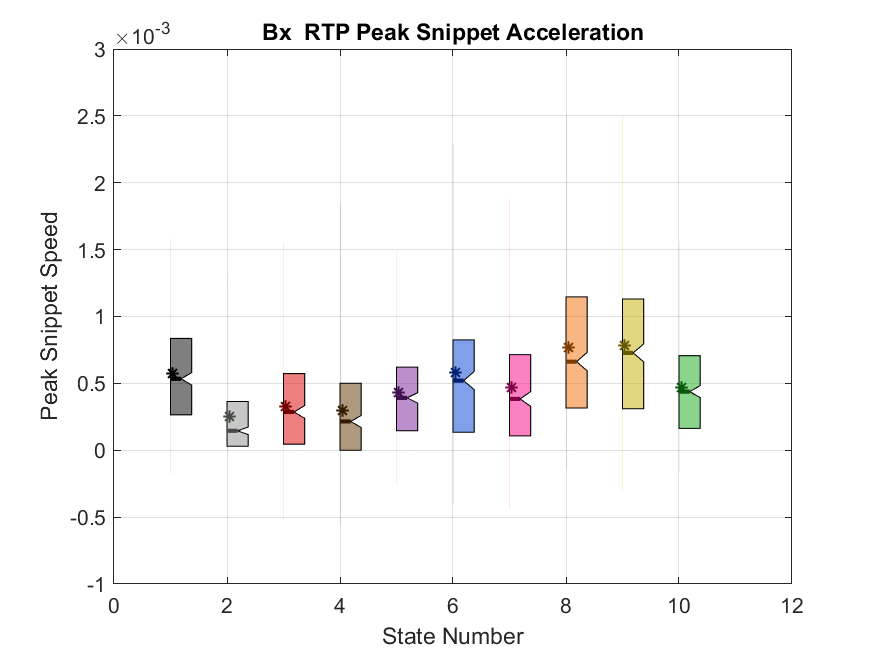 Bx  RTP Peak Snippet Acceleration
×10-3
3
2.5
2
1.5
1
0.5
0
-0.5
-1
Peak Snippet Speed
0 2 4 6 8 10 12
State Number